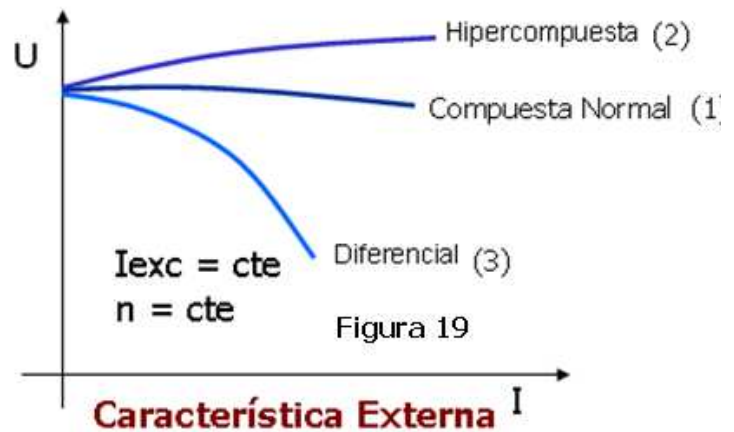 Hipercompuesta (2)
U
Compuesta Normal (1)
Diferencial (3)
Iexc = cte
n = cte
Figura 19
I
Característica Externa